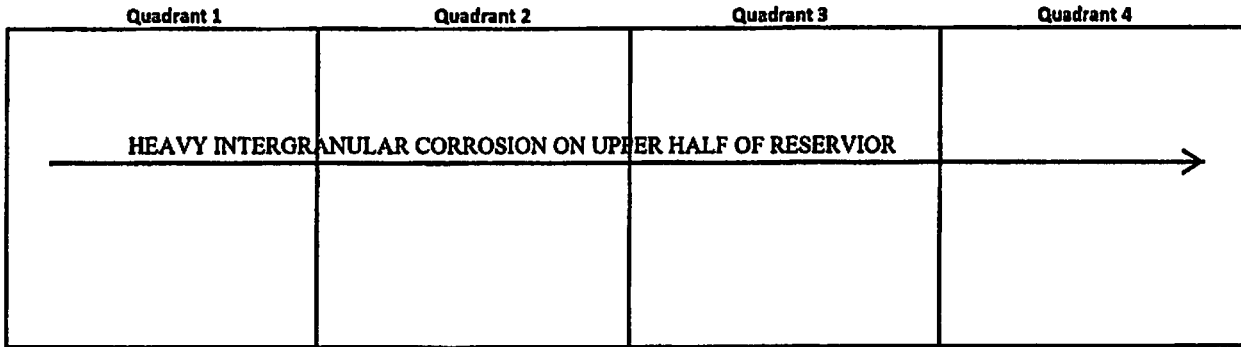 Quadrant 1 Quadrant 2 Quadrant 3 Quadrant 4
HEAVY INTERGRANULAR CORROSION ON UPPER HALF OF RESERVIOR